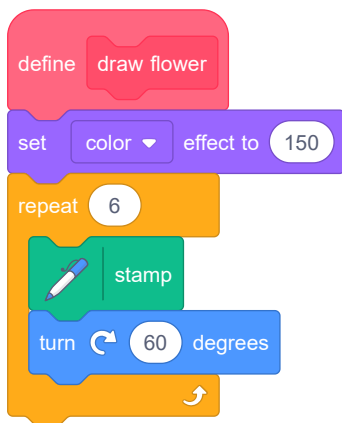 define draw flower
set color effect to 150
repeat 6
stamp
turn 60 degrees